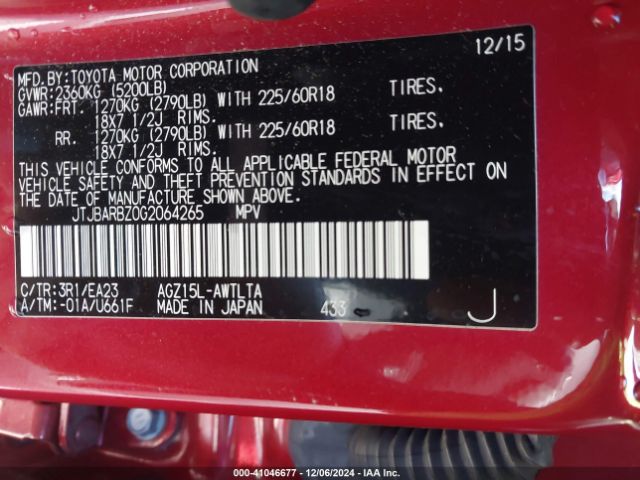 12/15
MFD.BY:TOYOTA MOTOR CORPORATION
GVWR:2360KG (5200LB)
GAWR:FRT. 1270KG (2790LB) WITH 225/60R18 TIRES.
18X7 1/2J RIMS.
RR. 1270KG (2790LB) WITH 225/60R18 TIRES.
18X7 1/2J RIMS.
THIS VEHICLE CONFORMS TO ALL APPLICABLE FEDERAL MOTOR
VEHICLE SAFETY AND THEFT PREVENTION STANDARDS IN EFFECT ON
THE DATE OF MANUFACTURE SHOWN ABOVE.
JTJBARBZ0G2064265 MPV
C/TR:3R1/EA23 AGZ15L-AWTLTA
A/TM:-01A/U661F MADE IN JAPAN 433 J
000-41046677 - 12/06/2024 - IAA Inc.